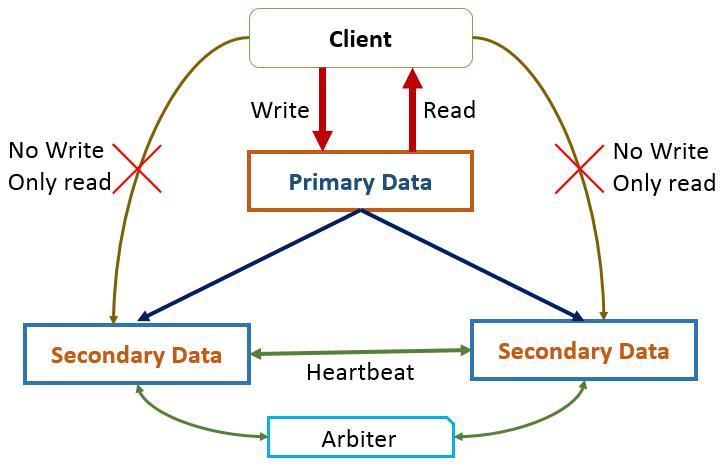 Client
Write
Read
No Write
Only read
No Write
Only read
Primary Data
Secondary Data
Secondary Data
Heartbeat
Arbiter